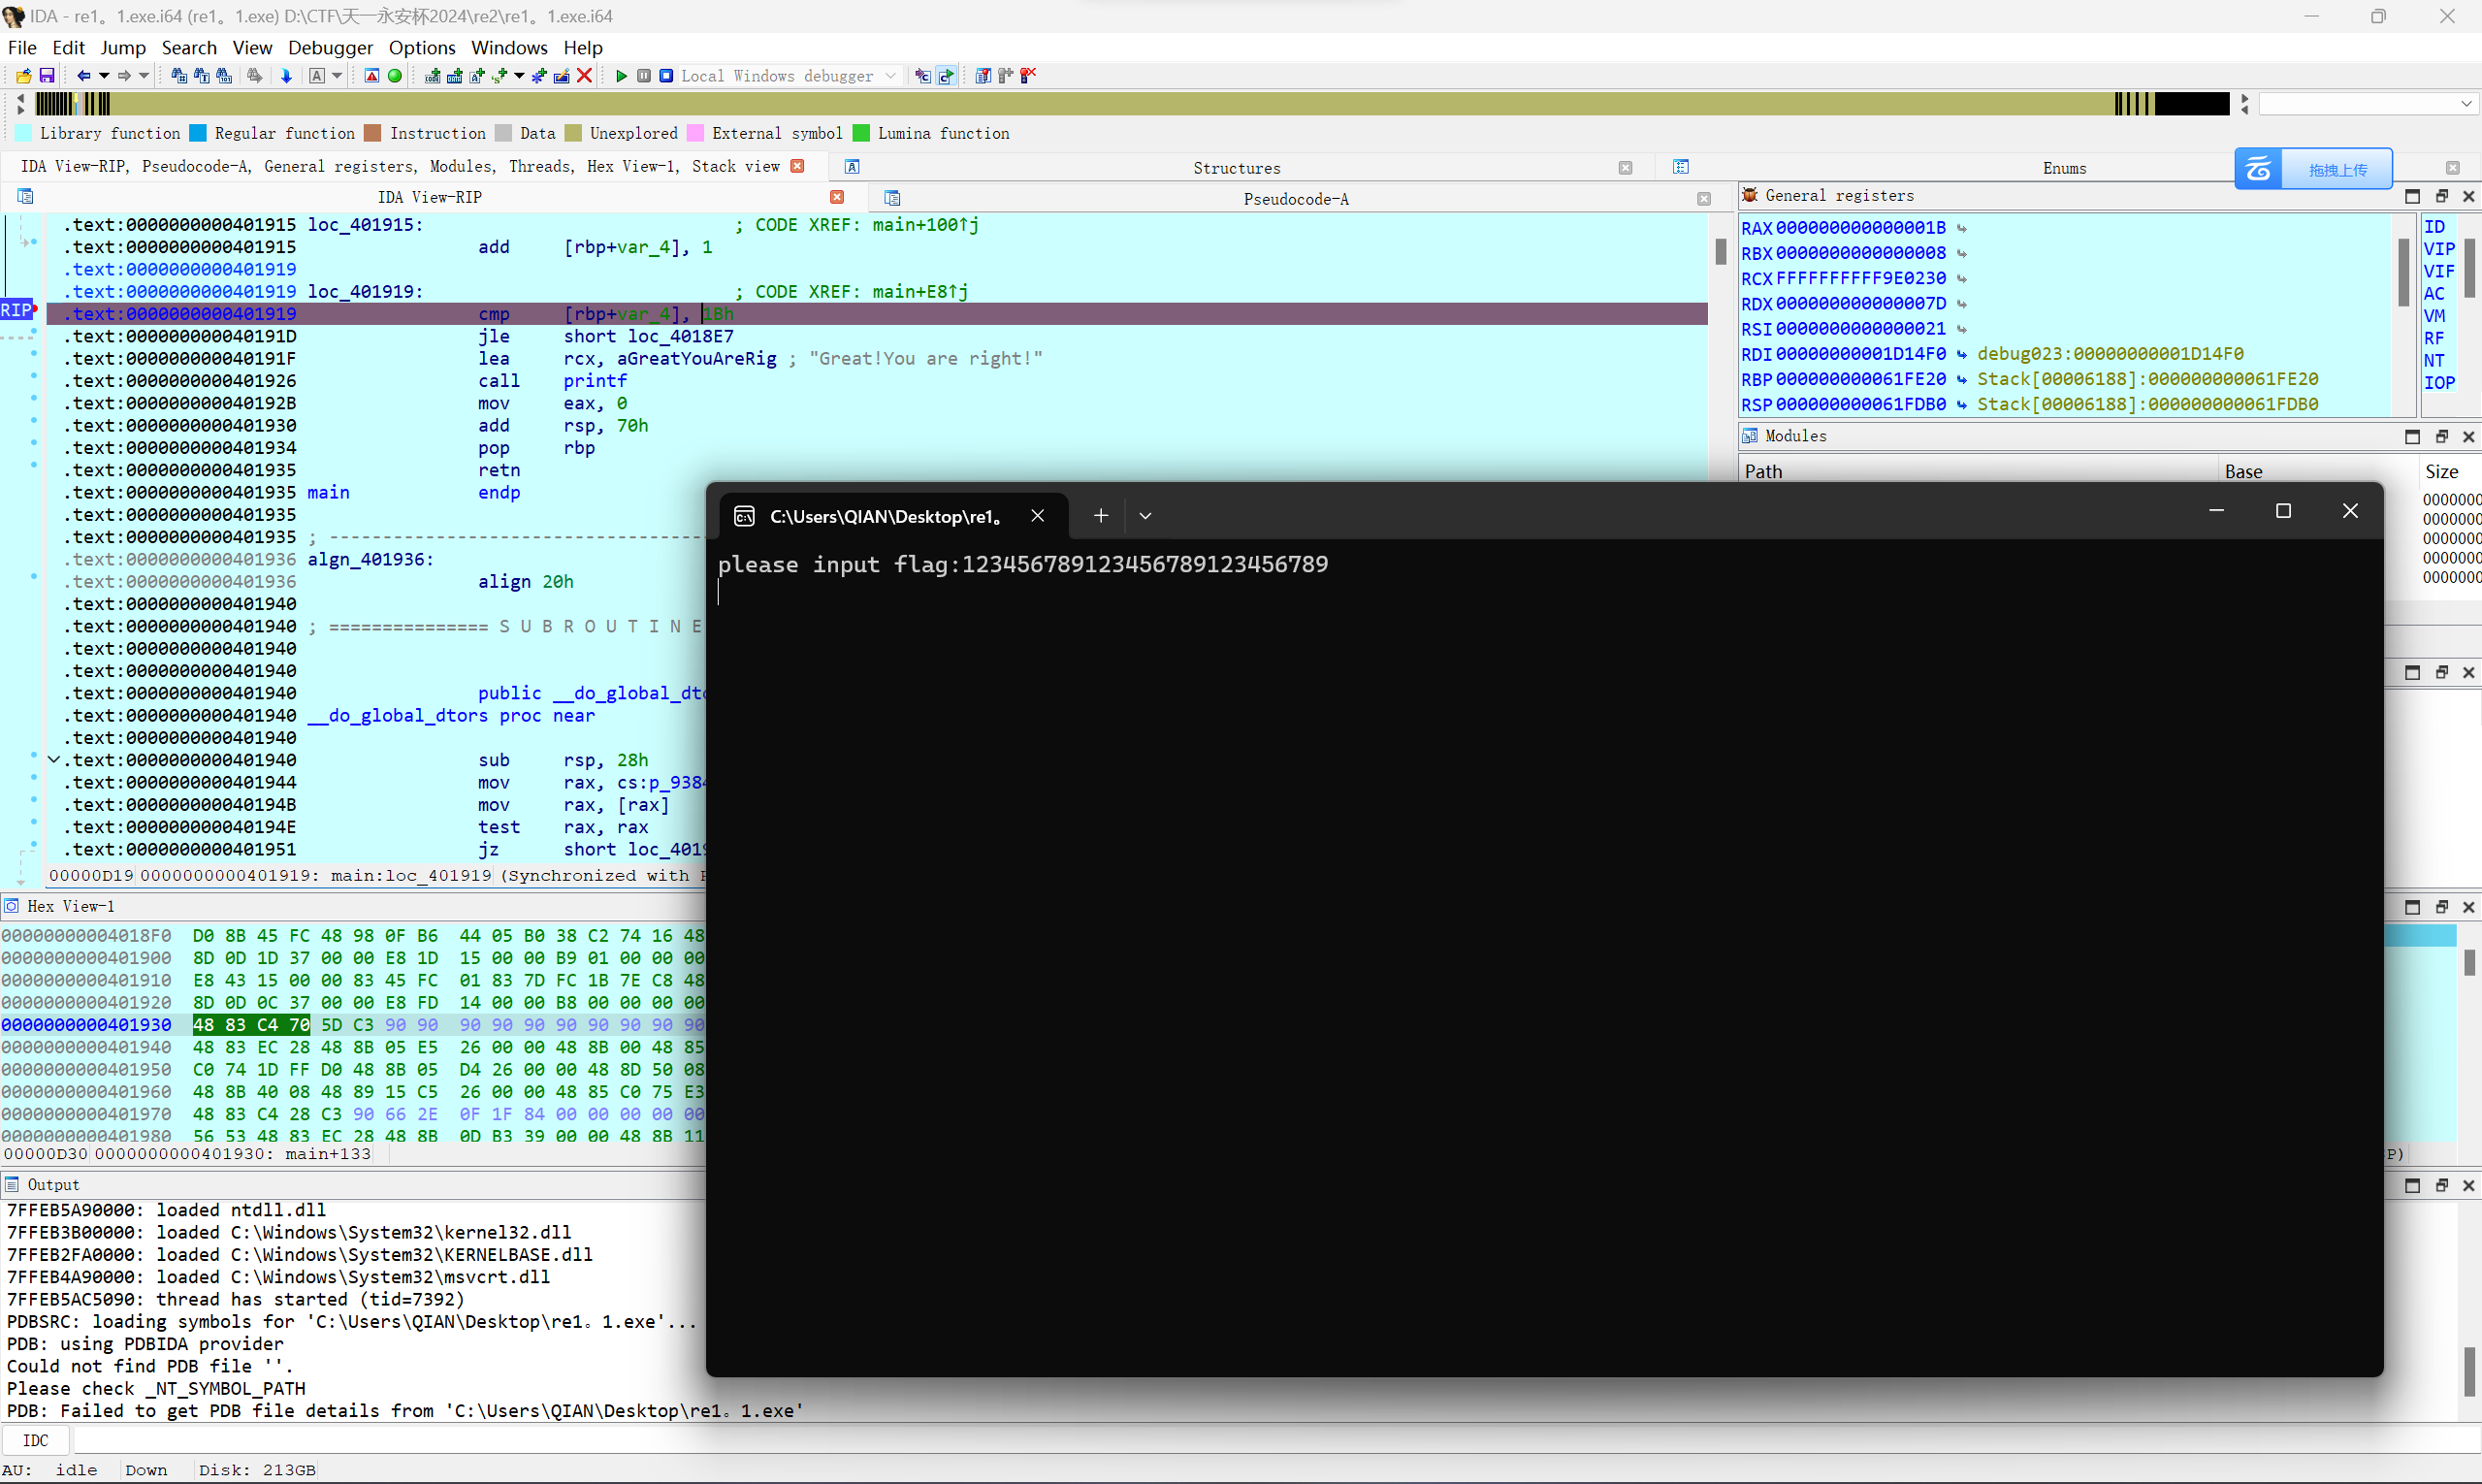 IDA - re1。1.exe.i64 (re1。1.exe) D:\CTF\天一永安杯2024\re2\re1。1.exe.i64
File Edit Jump Search View Debugger Options Windows Help
Local Windows debugger
Library function Regular function Instruction Data Unexplored External symbol Lumina function
IDA View-RIP, Pseudocode-A, General registers, Modules, Threads, Hex View-1, Stack view Structures Enums 拖拽上传
IDA View-RIP Pseudocode-A General registers
.text:0000000000401915 loc_401915: ; CODE XREF: main+100↑j
.text:0000000000401915 add [rbp+var_4], 1
.text:0000000000401919
.text:0000000000401919 loc_401919: ; CODE XREF: main+E8↑j
RIP .text:0000000000401919 cmp [rbp+var_4], 1Bh
.text:000000000040191D jle short loc_4018E7
.text:000000000040191F lea rcx, aGreatYouAreRig ; "Great!You are right!"
.text:0000000000401926 call printf
.text:000000000040192B mov eax, 0
.text:0000000000401930 add rsp, 70h
.text:0000000000401934 pop rbp
.text:0000000000401935 retn
.text:0000000000401935 main endp
.text:0000000000401935
.text:0000000000401935 ; -----------------------------------
.text:0000000000401936 algn_401936:
.text:0000000000401936 align 20h
.text:0000000000401940
.text:0000000000401940 ; =============== S U B R O U T I N E
.text:0000000000401940
.text:0000000000401940
.text:0000000000401940 public __do_global_dto
.text:0000000000401940 __do_global_dtors proc near
.text:0000000000401940
.text:0000000000401940 sub rsp, 28h
.text:0000000000401944 mov rax, cs:p_9384
.text:000000000040194B mov rax, [rax]
.text:000000000040194E test rax, rax
.text:0000000000401951 jz short loc_4019
00000D19 0000000000401919: main:loc_401919 (Synchronized with
RAX 000000000000001B
RBX 0000000000000008
RCX FFFFFFFFFF9E0230
RDX 000000000000007D
RSI 0000000000000021
RDI 00000000001D14F0 debug023:00000000001D14F0
RBP 000000000061FE20 Stack[00006188]:000000000061FE20
RSP 000000000061FDB0 Stack[00006188]:000000000061FDB0
ID
VIP
VIF
AC
VM
RF
NT
IOP
Modules
Path Base Size
0000000
0000000
0000000
0000000
0000000
C:\Users\QIAN\Desktop\re1。
please input flag:123456789123456789123456789
Hex View-1
00000000004018F0 D0 8B 45 FC 48 98 0F B6 44 05 B0 38 C2 74 16 48
0000000000401900 8D 0D 1D 37 00 00 E8 1D 15 00 00 B9 01 00 00 00
0000000000401910 E8 43 15 00 00 83 45 FC 01 83 7D FC 1B 7E C8 48
0000000000401920 8D 0D 0C 37 00 00 E8 FD 14 00 00 B8 00 00 00 00
0000000000401930 48 83 C4 70 5D C3 90 90 90 90 90 90 90 90 90 90
0000000000401940 48 83 EC 28 48 8B 05 E5 26 00 00 48 8B 00 48 85
0000000000401950 C0 74 1D FF D0 48 8B 05 D4 26 00 00 48 8D 50 08
0000000000401960 48 8B 40 08 48 89 15 C5 26 00 00 48 85 C0 75 E3
0000000000401970 48 83 C4 28 C3 90 66 2E 0F 1F 84 00 00 00 00 00
0000000000401980 56 53 48 83 EC 28 48 8B 0D B3 39 00 00 48 8B 11
00000D30 0000000000401930: main+133 P)
Output
7FFEB5A90000: loaded ntdll.dll
7FFEB3B00000: loaded C:\Windows\System32\kernel32.dll
7FFEB2FA0000: loaded C:\Windows\System32\KERNELBASE.dll
7FFEB4A90000: loaded C:\Windows\System32\msvcrt.dll
7FFEB5AC5090: thread has started (tid=7392)
PDBSRC: loading symbols for 'C:\Users\QIAN\Desktop\re1。1.exe'...
PDB: using PDBIDA provider
Could not find PDB file ''.
Please check _NT_SYMBOL_PATH
PDB: Failed to get PDB file details from 'C:\Users\QIAN\Desktop\re1。1.exe'
IDC
AU: idle Down Disk: 213GB